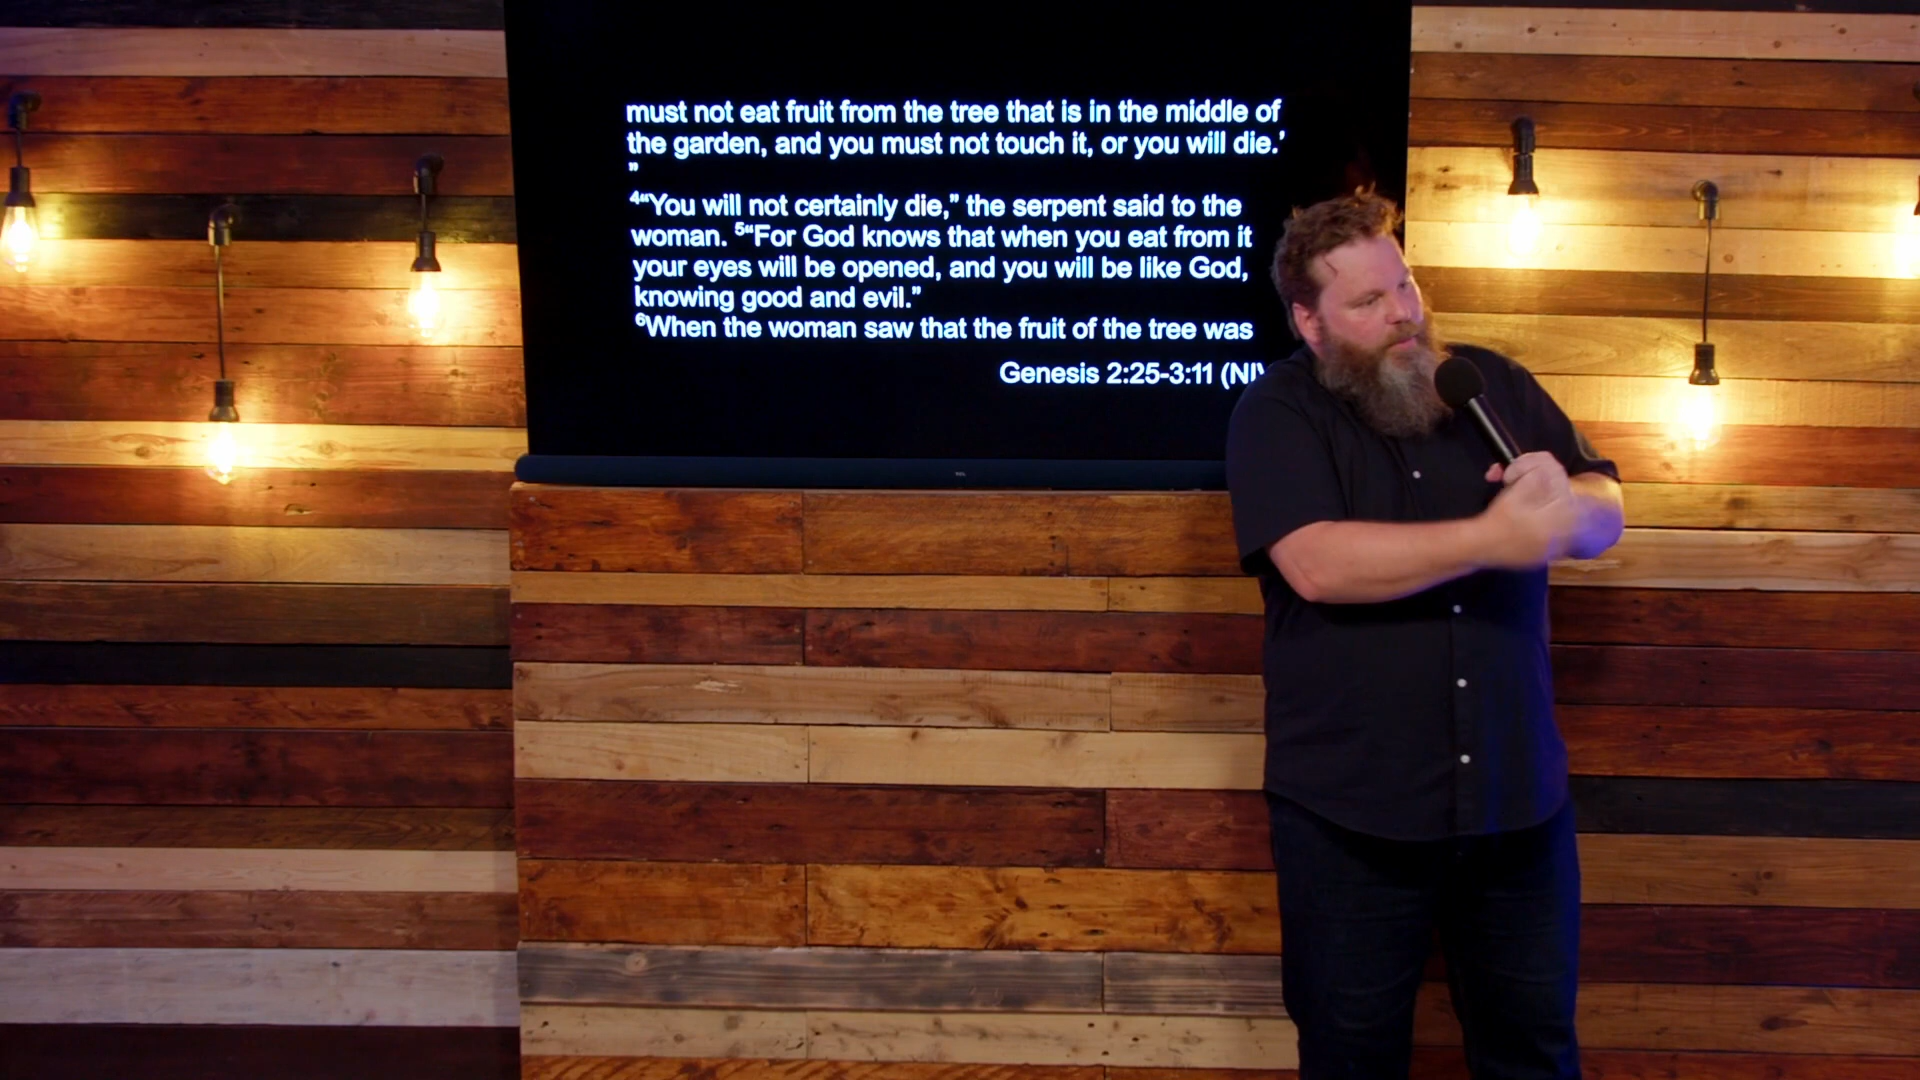 must not eat fruit from the tree that is in the middle of
the garden, and you must not touch it, or you will die.’
”
4“You will not certainly die,” the serpent said to the
woman. 5“For God knows that when you eat from it
your eyes will be opened, and you will be like God,
knowing good and evil.”
6When the woman saw that the fruit of the tree was
Genesis 2:25-3:11 (NIV